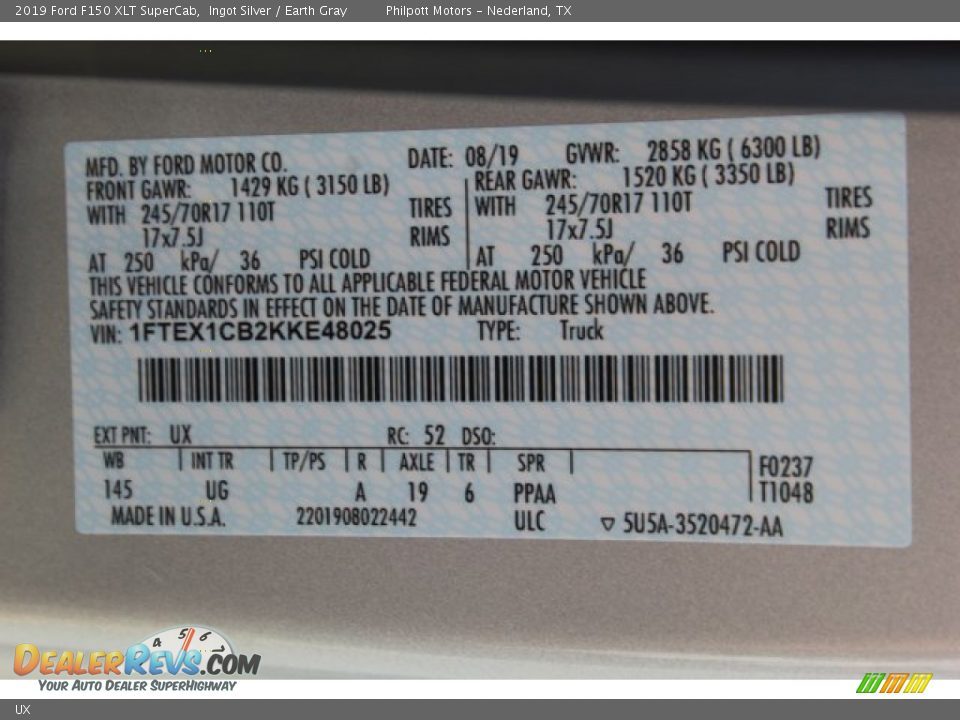 2019 Ford F150 XLT SuperCab, Ingot Silver / Earth Gray Philpott Motors - Nederland, TX
MFD. BY FORD MOTOR CO. DATE: 08/19 GVWR: 2858 KG ( 6300 LB)
FRONT GAWR: 1429 KG ( 3150 LB) REAR GAWR: 1520 KG ( 3350 LB)
WITH 245/70R17 110T TIRES WITH 245/70R17 110T TIRES
17x7.5J RIMS 17x7.5J RIMS
AT 250 kPa/ 36 PSI COLD AT 250 kPa/ 36 PSI COLD
THIS VEHICLE CONFORMS TO ALL APPLICABLE FEDERAL MOTOR VEHICLE
SAFETY STANDARDS IN EFFECT ON THE DATE OF MANUFACTURE SHOWN ABOVE.
VIN: 1FTEX1CB2KKE48025 TYPE: Truck
EXT PNT: UX RC: 52 DSO:
WB INT TR TP/PS R AXLE TR SPR F0237
145 UG A 19 6 PPAA T1048
MADE IN U.S.A. 2201908022442 ULC ▽ 5U5A-3520472-AA
4 5 6 7
DEALERREVS.COM
YOUR AUTO DEALER SUPERHIGHWAY
UX